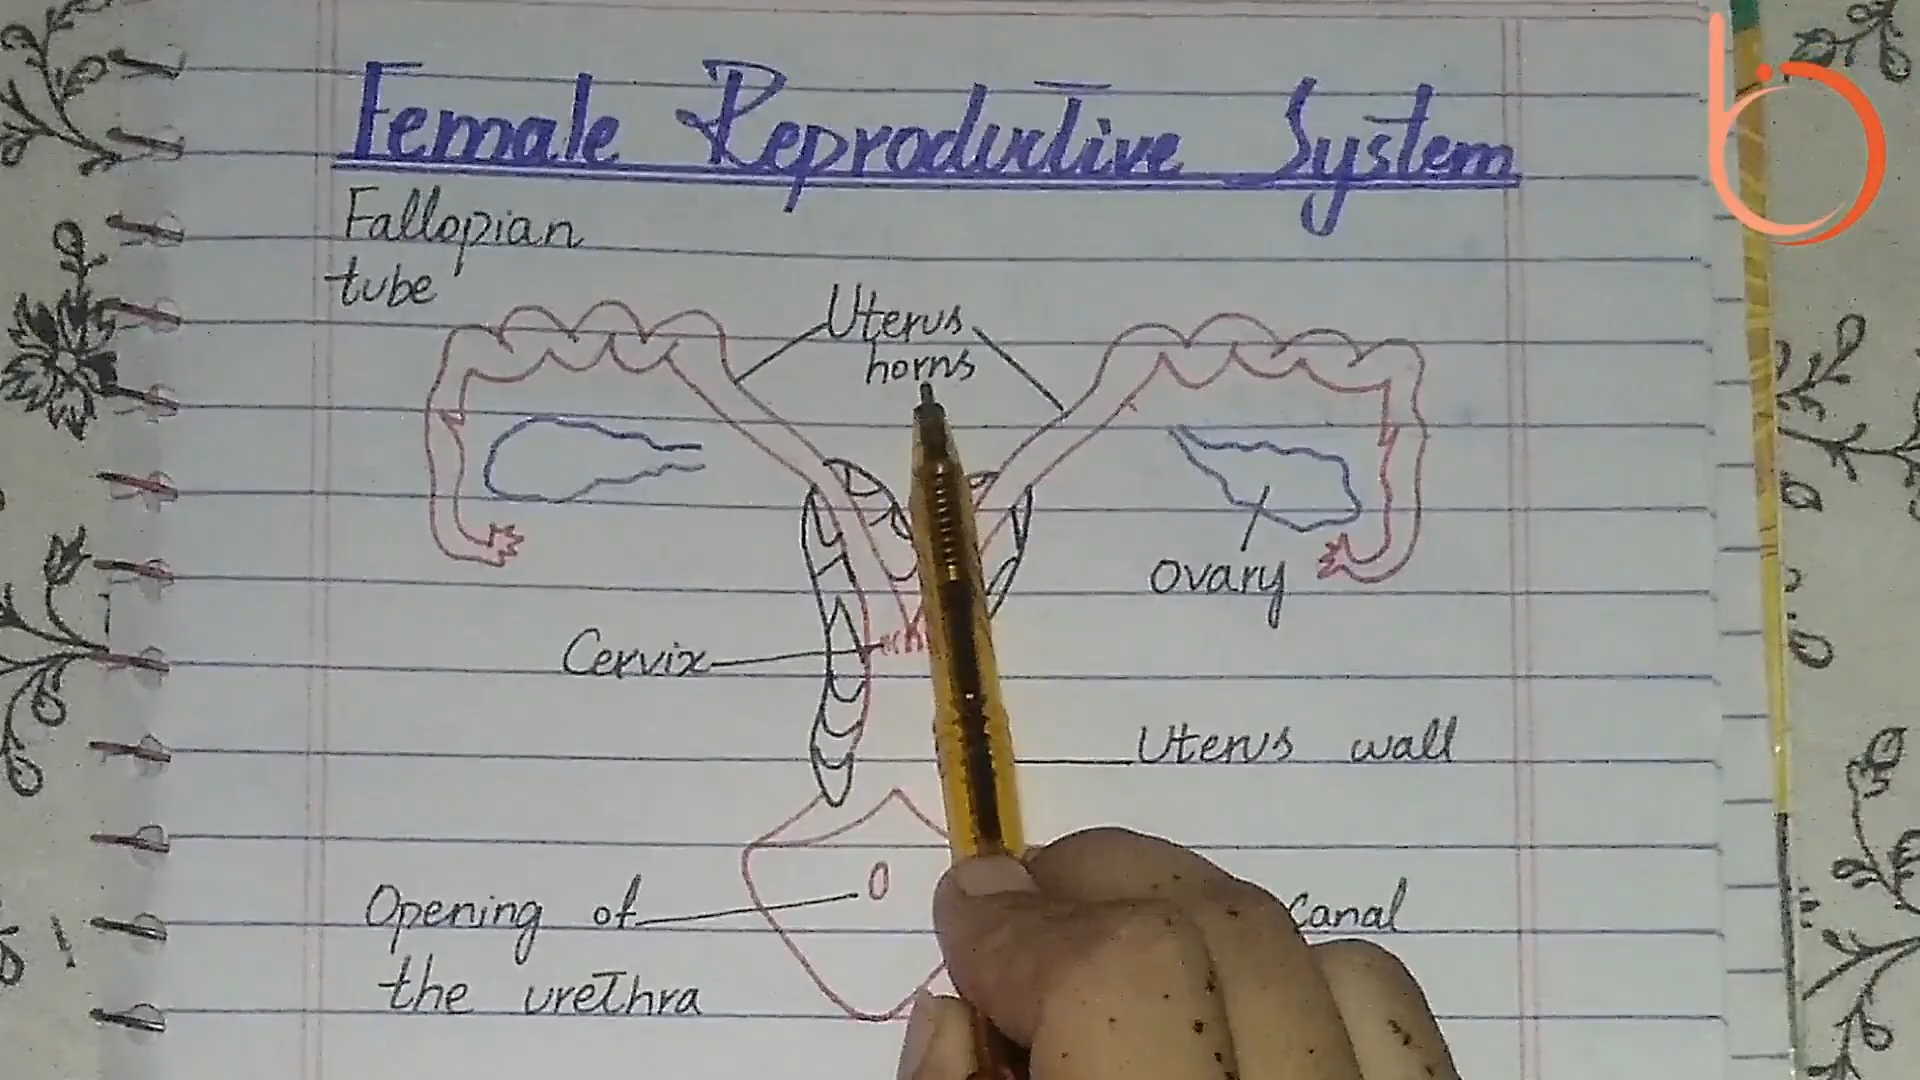 Female Reproductive System
Fallopian
tube
Uterus
horns
ovary
Cervix
Uterus wall
Opening of
the urethra
canal